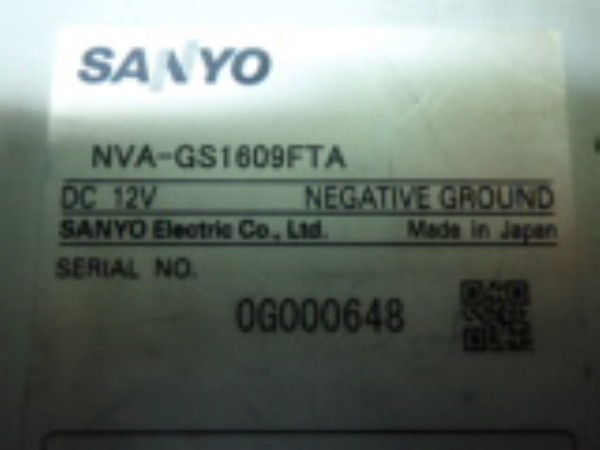 SANYO
NVA-GS1609FTA
DC 12V NEGATIVE GROUND
SANYO Electric Co., Ltd. Made in Japan
SERIAL NO.
0G000648